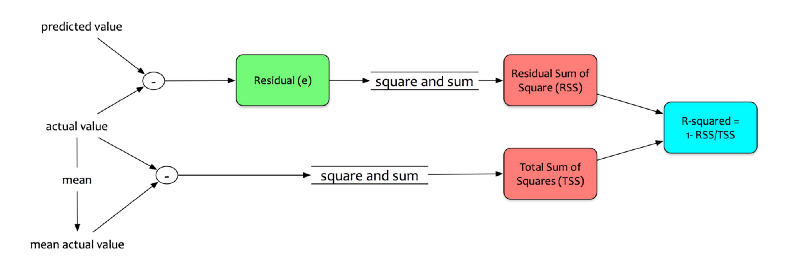 predicted value
-
Residual (e)
square and sum
Residual Sum of
Square (RSS)
actual value
R-squared =
1- RSS/TSS
mean
-
square and sum
Total Sum of
Squares (TSS)
mean actual value